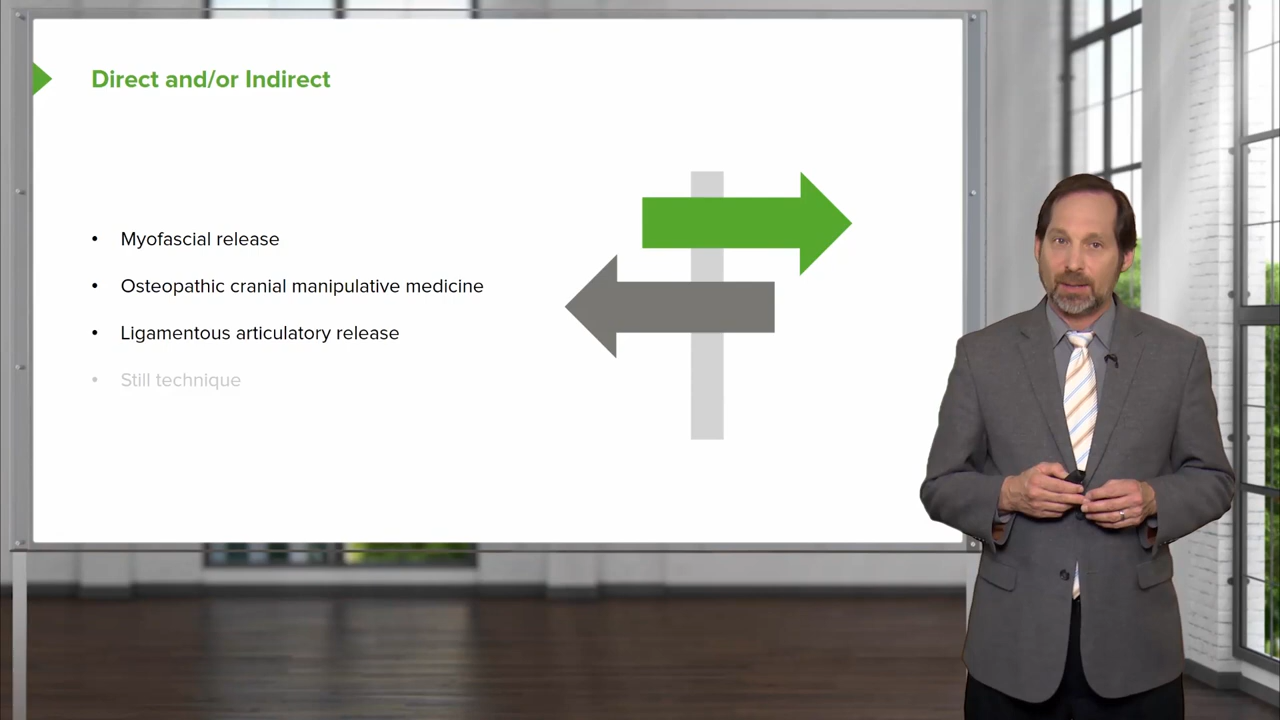 Direct and/or Indirect
• Myofascial release
• Osteopathic cranial manipulative medicine
• Ligamentous articulatory release
• Still technique